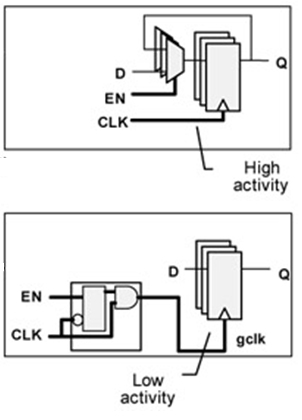 D
Q
EN
CLK
High
activity
D
Q
EN
CLK
gclk
Low
activity